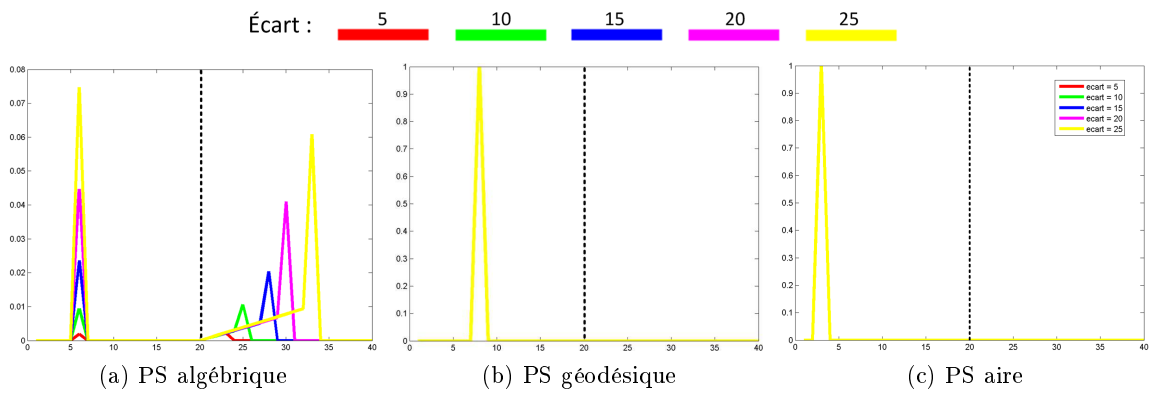 Écart : 5 10 15 20 25
0.08
0.07
0.06
0.05
0.04
0.03
0.02
0.01
0
0 5 10 15 20 25 30 35 40
(a) PS algébrique
1
0.9
0.8
0.7
0.6
0.5
0.4
0.3
0.2
0.1
0
0 5 10 15 20 25 30 35 40
(b) PS géodésique
1
0.9
0.8
0.7
0.6
0.5
0.4
0.3
0.2
0.1
0
0 5 10 15 20 25 30 35 40
ecart = 5
ecart = 10
ecart = 15
ecart = 20
ecart = 25
(c) PS aire